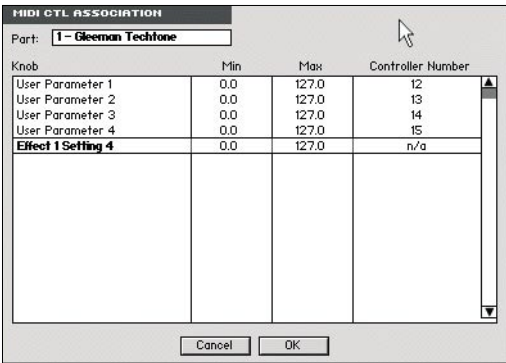 MIDI CTL ASSOCIATION
Part: 1 - Gleeman Techtone
Knob Min Max Controller Number
User Parameter 1 0.0 127.0 12
User Parameter 2 0.0 127.0 13
User Parameter 3 0.0 127.0 14
User Parameter 4 0.0 127.0 15
Effect 1 Setting 4 0.0 127.0 n/a
Cancel OK